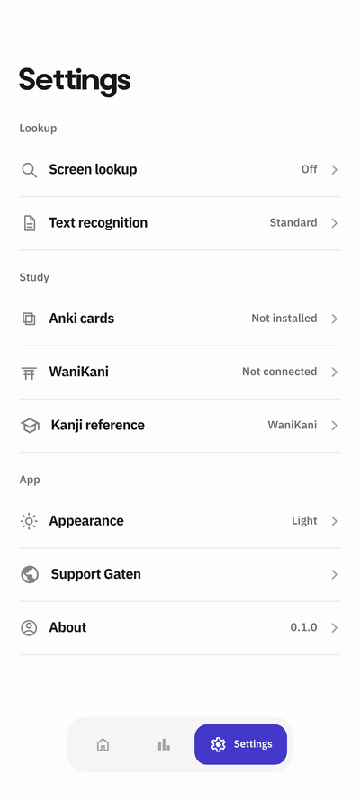 Settings
Lookup
Screen lookup Off
Text recognition Standard
Study
Anki cards Not installed
WaniKani Not connected
Kanji reference WaniKani
App
Appearance Light
Support Gaten
About 0.1.0
Settings